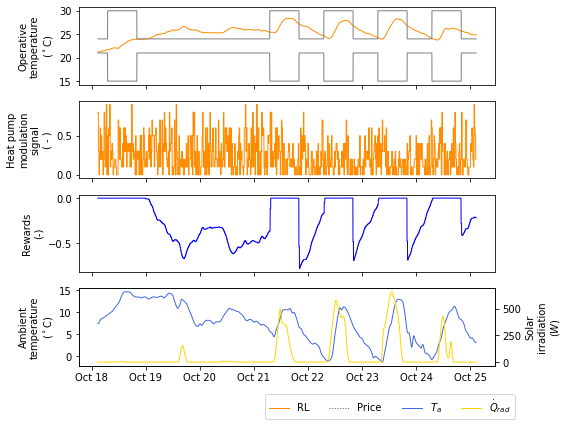 Operative
temperature
(°C)
30
25
20
15
Heat pump
modulation
signal
( - )
0.5
0.0
Rewards
(-)
0.0
−0.5
Ambient
temperature
(°C)
15
10
5
0
500
250
0
Solar
irradiation
(W)
Oct 18 Oct 19 Oct 20 Oct 21 Oct 22 Oct 23 Oct 24 Oct 25
RL Price T_a Q̇_rad